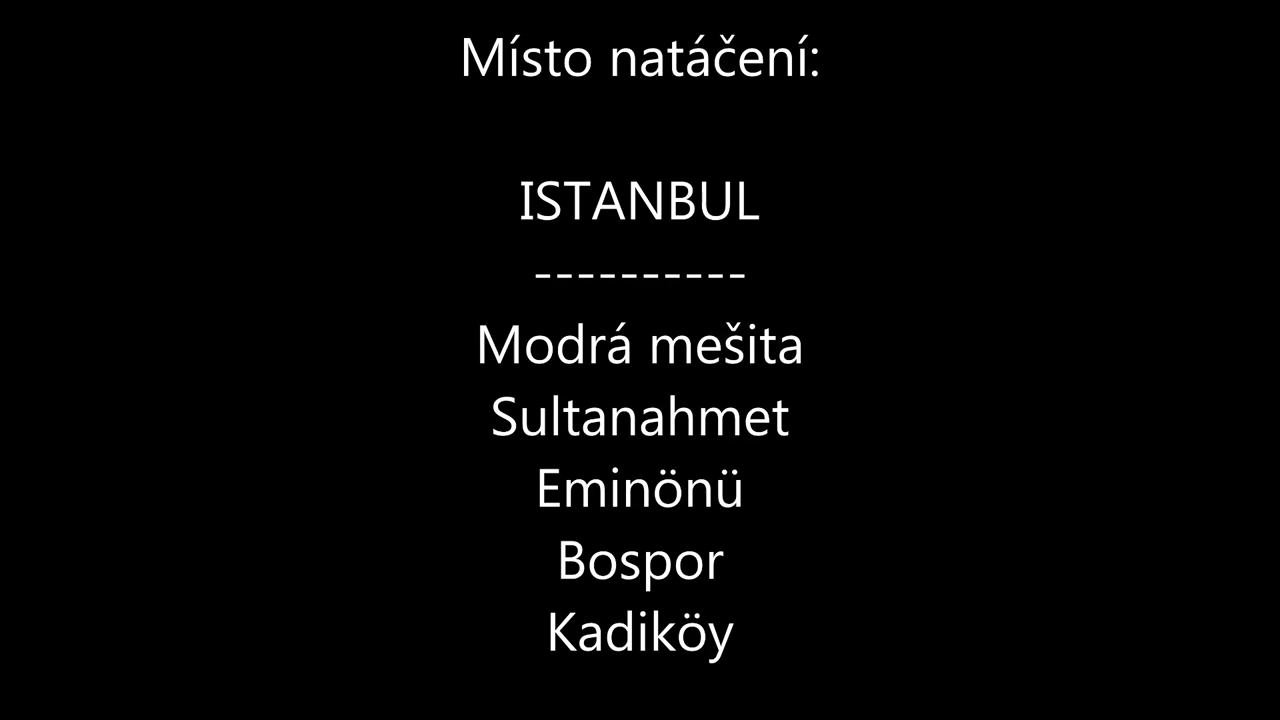 Místo natáčení:
ISTANBUL
----------
Modrá mešita
Sultanahmet
Eminönü
Bospor
Kadiköy